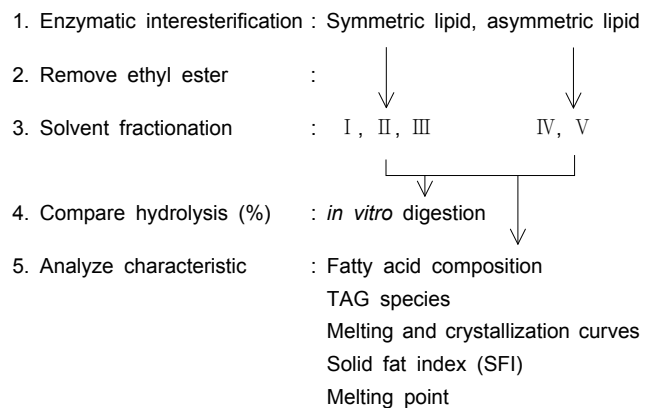 1. Enzymatic interesterification : Symmetric lipid, asymmetric lipid
2. Remove ethyl ester :
3. Solvent fractionation : Ⅰ, Ⅱ, Ⅲ Ⅳ, Ⅴ
4. Compare hydrolysis (%) : in vitro digestion
5. Analyze characteristic : Fatty acid composition
TAG species
Melting and crystallization curves
Solid fat index (SFI)
Melting point